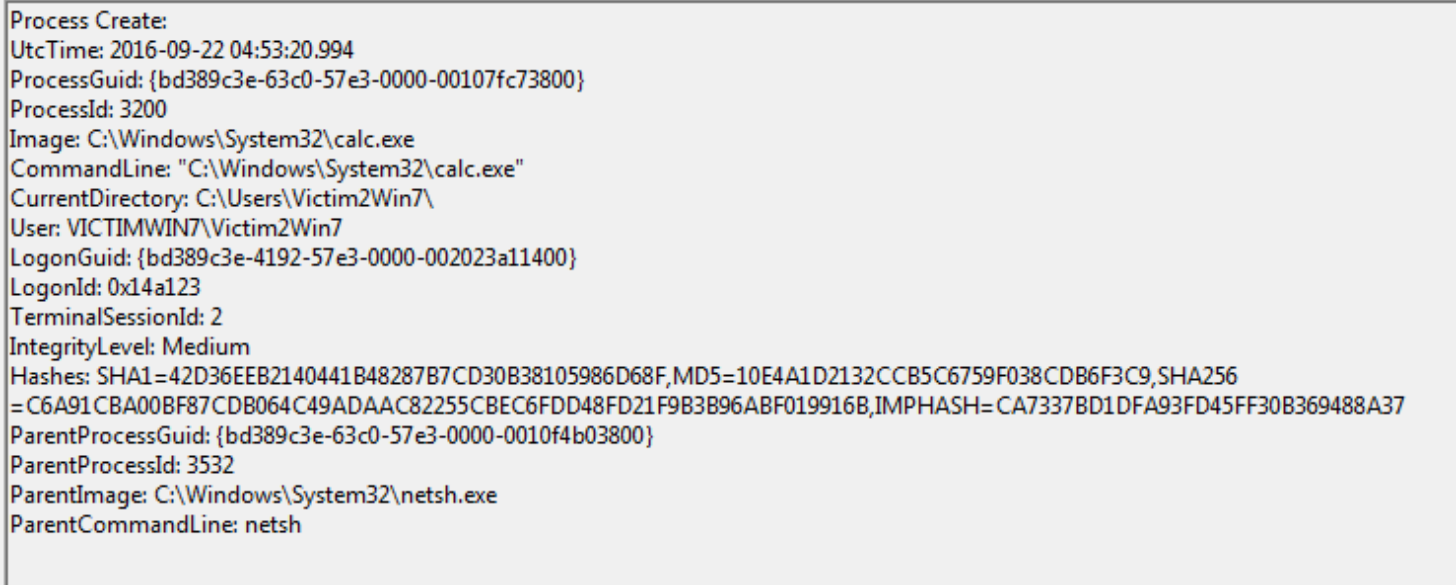 Process Create:
UtcTime: 2016-09-22 04:53:20.994
ProcessGuid: {bd389c3e-63c0-57e3-0000-00107fc73800}
ProcessId: 3200
Image: C:\Windows\System32\calc.exe
CommandLine: "C:\Windows\System32\calc.exe"
CurrentDirectory: C:\Users\Victim2Win7\
User: VICTIMWIN7\Victim2Win7
LogonGuid: {bd389c3e-4192-57e3-0000-002023a11400}
LogonId: 0x14a123
TerminalSessionId: 2
IntegrityLevel: Medium
Hashes: SHA1=42D36EEB2140441B48287B7CD30B38105986D68F,MD5=10E4A1D2132CCB5C6759F038CDB6F3C9,SHA256
=C6A91CBA00BF87CDB064C49ADAAC82255CBEC6FDD48FD21F9B3B96ABF019916B,IMPHASH=CA7337BD1DFA93FD45FF30B369488A37
ParentProcessGuid: {bd389c3e-63c0-57e3-0000-0010f4b03800}
ParentProcessId: 3532
ParentImage: C:\Windows\System32\netsh.exe
ParentCommandLine: netsh